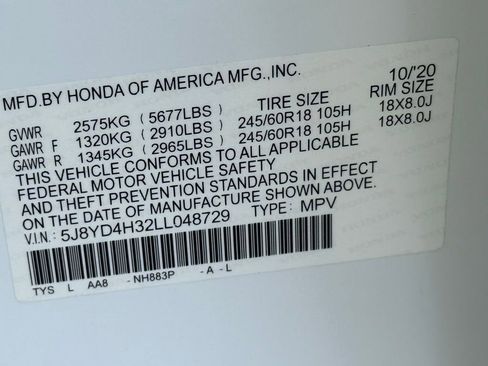 MFD.BY HONDA OF AMERICA MFG.,INC. 10/'20
TIRE SIZE RIM SIZE
GVWR 2575KG (5677LBS)
GAWR F 1320KG (2910LBS) 245/60R18 105H 18X8.0J
GAWR R 1345KG (2965LBS) 245/60R18 105H 18X8.0J
THIS VEHICLE CONFORMS TO ALL APPLICABLE
FEDERAL MOTOR VEHICLE SAFETY
AND THEFT PREVENTION STANDARDS IN EFFECT
ON THE DATE OF MANUFACTURE SHOWN ABOVE.
V.I.N.: 5J8YD4H32LL048729 TYPE: MPV
TYS L AA8 -NH883P -A -L